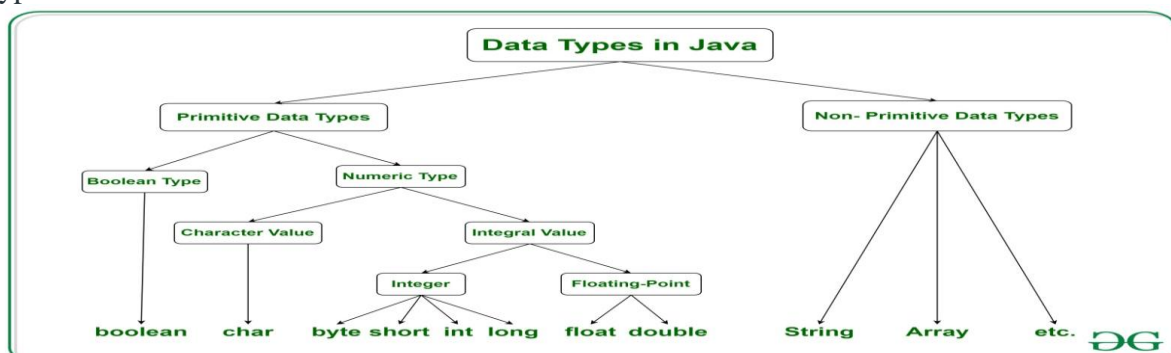 Data Types in Java
Primitive Data Types
Non- Primitive Data Types
Boolean Type
Numeric Type
Character Value
Integral Value
Integer
Floating-Point
boolean char byte short int long float double String Array etc.